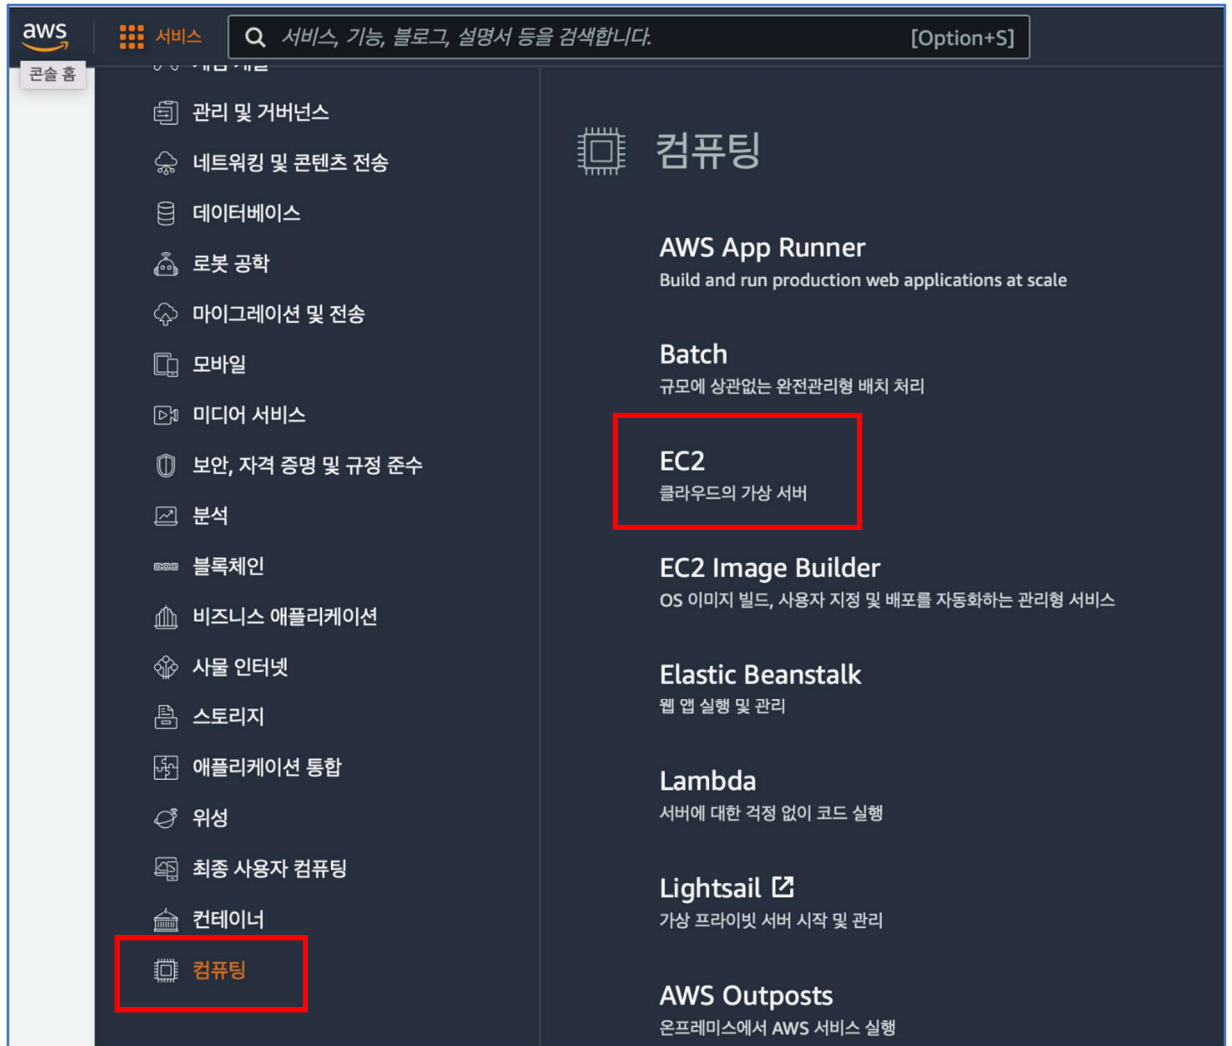 aws
서비스
서비스, 기능, 블로그, 설명서 등을 검색합니다.
[Option+S]
콘솔 홈
관리 및 거버넌스
네트워킹 및 콘텐츠 전송
데이터베이스
로봇 공학
마이그레이션 및 전송
모바일
미디어 서비스
보안, 자격 증명 및 규정 준수
분석
블록체인
비즈니스 애플리케이션
사물 인터넷
스토리지
애플리케이션 통합
위성
최종 사용자 컴퓨팅
컨테이너
컴퓨팅
컴퓨팅
AWS App Runner
Build and run production web applications at scale
Batch
규모에 상관없는 완전관리형 배치 처리
EC2
클라우드의 가상 서버
EC2 Image Builder
OS 이미지 빌드, 사용자 지정 및 배포를 자동화하는 관리형 서비스
Elastic Beanstalk
웹 앱 실행 및 관리
Lambda
서버에 대한 걱정 없이 코드 실행
Lightsail
가상 프라이빗 서버 시작 및 관리
AWS Outposts
온프레미스에서 AWS 서비스 실행